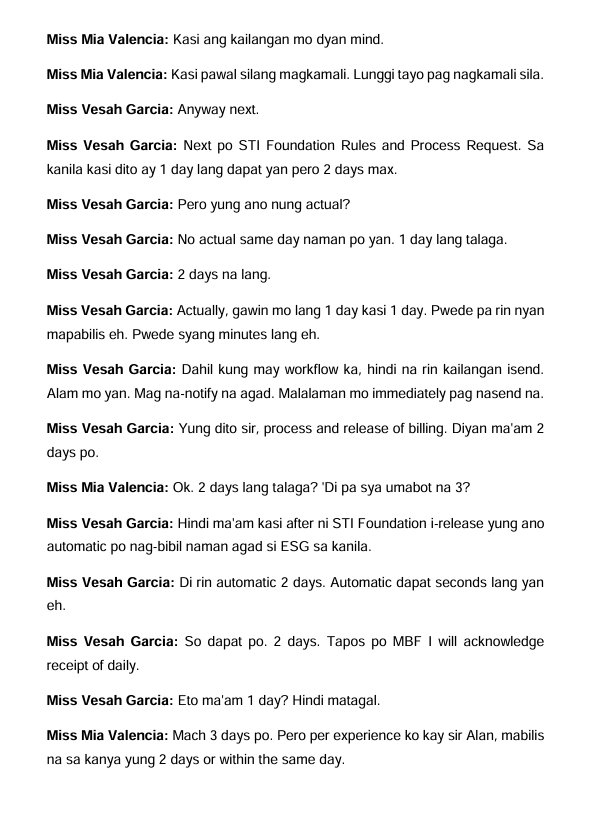 Miss Mia Valencia: Kasi ang kailangan mo dyan mind.
Miss Mia Valencia: Kasi pawal silang magkamali. Lunggi tayo pag nagkamali sila.
Miss Vesah Garcia: Anyway next.
Miss Vesah Garcia: Next po STI Foundation Rules and Process Request. Sa
kanila kasi dito ay 1 day lang dapat yan pero 2 days max.
Miss Vesah Garcia: Pero yung ano nung actual?
Miss Vesah Garcia: No actual same day naman po yan. 1 day lang talaga.
Miss Vesah Garcia: 2 days na lang.
Miss Vesah Garcia: Actually, gawin mo lang 1 day kasi 1 day. Pwede pa rin nyan
mapabilis eh. Pwede syang minutes lang eh.
Miss Vesah Garcia: Dahil kung may workflow ka, hindi na rin kailangan isend.
Alam mo yan. Mag na-notify na agad. Malalaman mo immediately pag nasend na.
Miss Vesah Garcia: Yung dito sir, process and release of billing. Diyan ma'am 2
days po.
Miss Mia Valencia: Ok. 2 days lang talaga? 'Di pa sya umabot na 3?
Miss Vesah Garcia: Hindi ma'am kasi after ni STI Foundation i-release yung ano
automatic po nag-bibil naman agad si ESG sa kanila.
Miss Vesah Garcia: Di rin automatic 2 days. Automatic dapat seconds lang yan
eh.
Miss Vesah Garcia: So dapat po. 2 days. Tapos po MBF I will acknowledge
receipt of daily.
Miss Vesah Garcia: Eto ma'am 1 day? Hindi matagal.
Miss Mia Valencia: Mach 3 days po. Pero per experience ko kay sir Alan, mabilis
na sa kanya yung 2 days or within the same day.